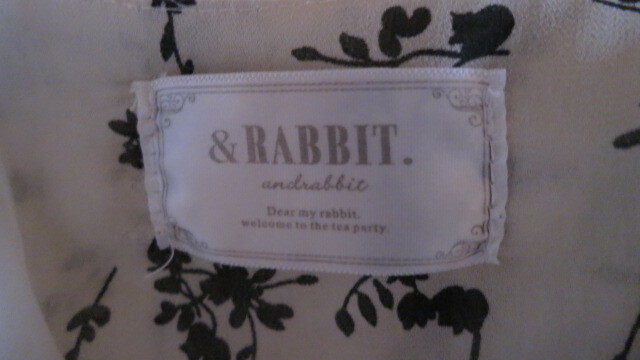 & RABBIT.
andrabbit
Dear my rabbit.
welcome to the tea party.